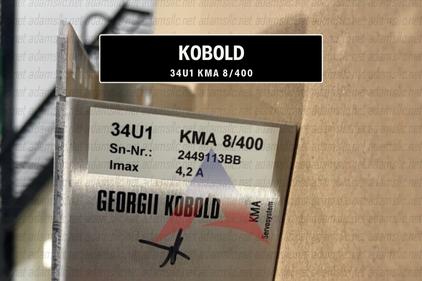 KOBOLD
34U1 KMA 8/400
34U1 KMA 8/400
Sn-Nr.: 2449113BB
Imax 4,2 A
GEORGII KOBOLD
KMA
Servosystem